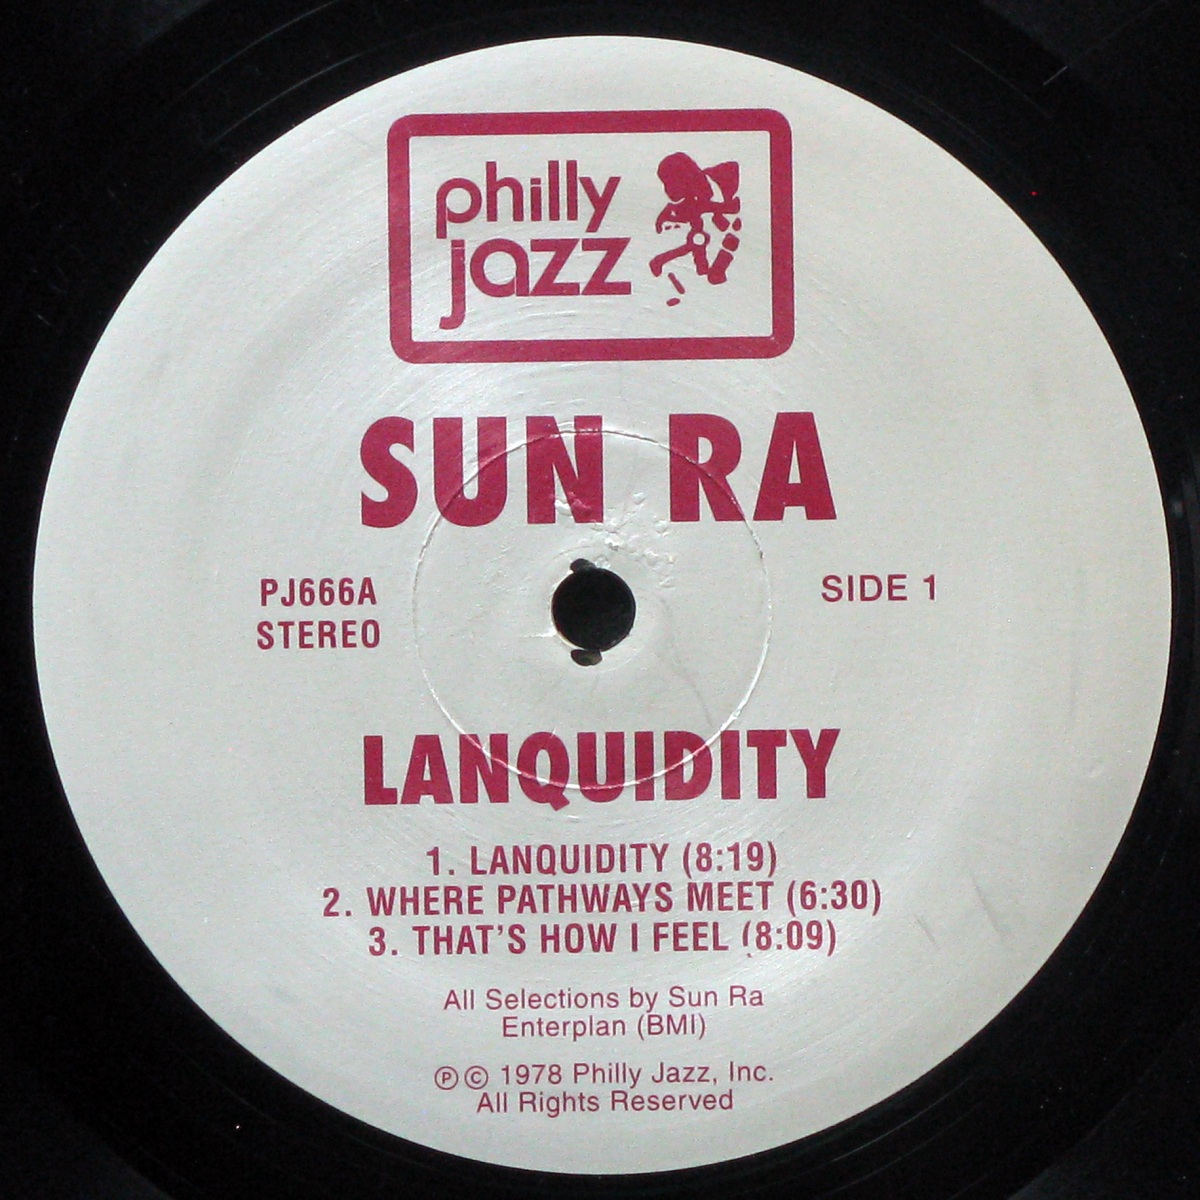 philly
jazz
SUN RA
PJ666A
STEREO
SIDE 1
LANQUIDITY
1. LANQUIDITY (8:19)
2. WHERE PATHWAYS MEET (6:30)
3. THAT'S HOW I FEEL (8:09)
All Selections by Sun Ra
Enterplan (BMI)
℗ © 1978 Philly Jazz, Inc.
All Rights Reserved